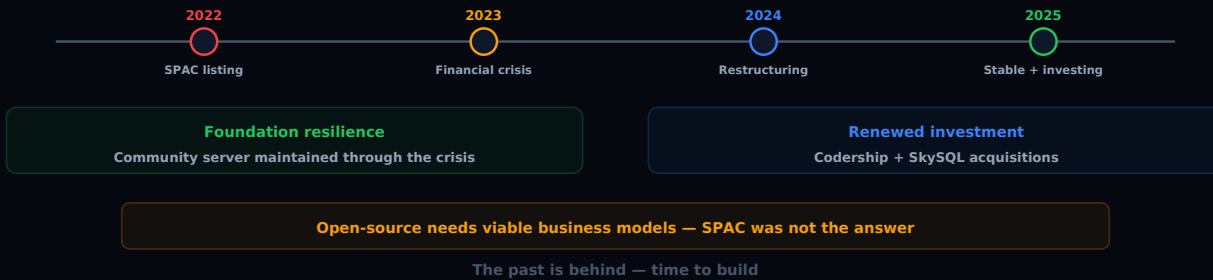 2022
2023
2024
2025
SPAC listing
Financial crisis
Restructuring
Stable + investing
Foundation resilience
Community server maintained through the crisis
Renewed investment
Codership + SkySQL acquisitions
Open-source needs viable business models — SPAC was not the answer
The past is behind — time to build